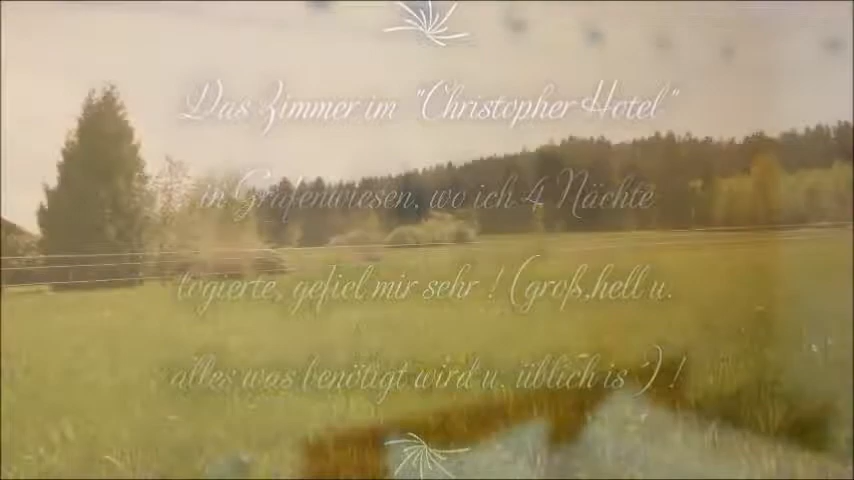 Das Zimmer im "Christopher Hotel"
in Grafenwiesen, wo ich 4 Nächte
logierte, gefiel mir sehr ! (groß,hell u.
alles was benötigt wird u. üblich is´) !